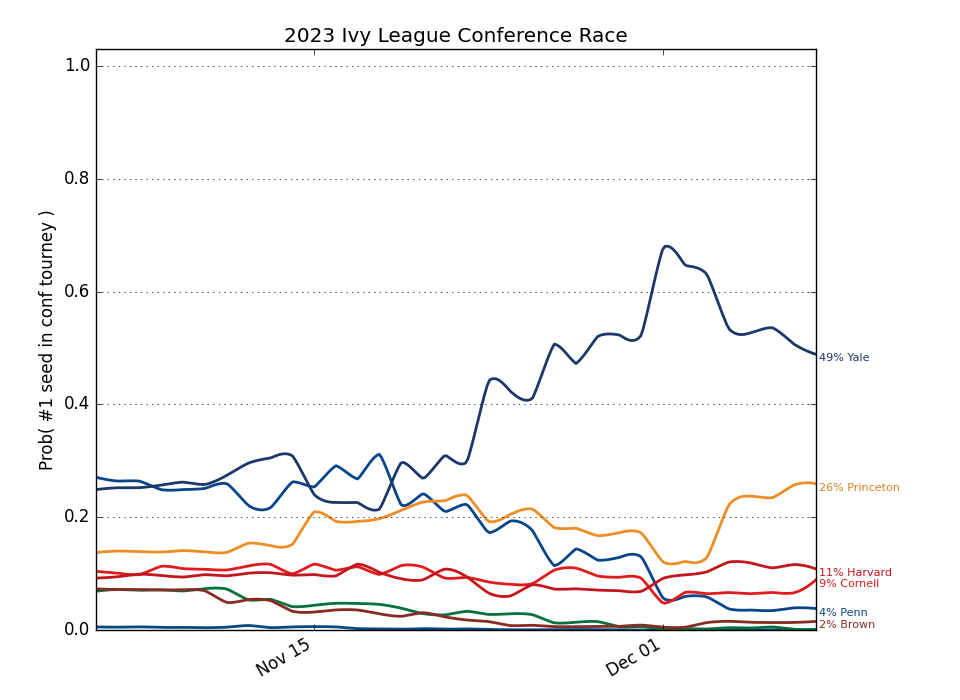 2023 Ivy League Conference Race
Prob( #1 seed in conf tourney )
1.0
0.8
0.6
0.4
0.2
0.0
Nov 15
Dec 01
49% Yale
26% Princeton
11% Harvard
9% Cornell
4% Penn
2% Brown